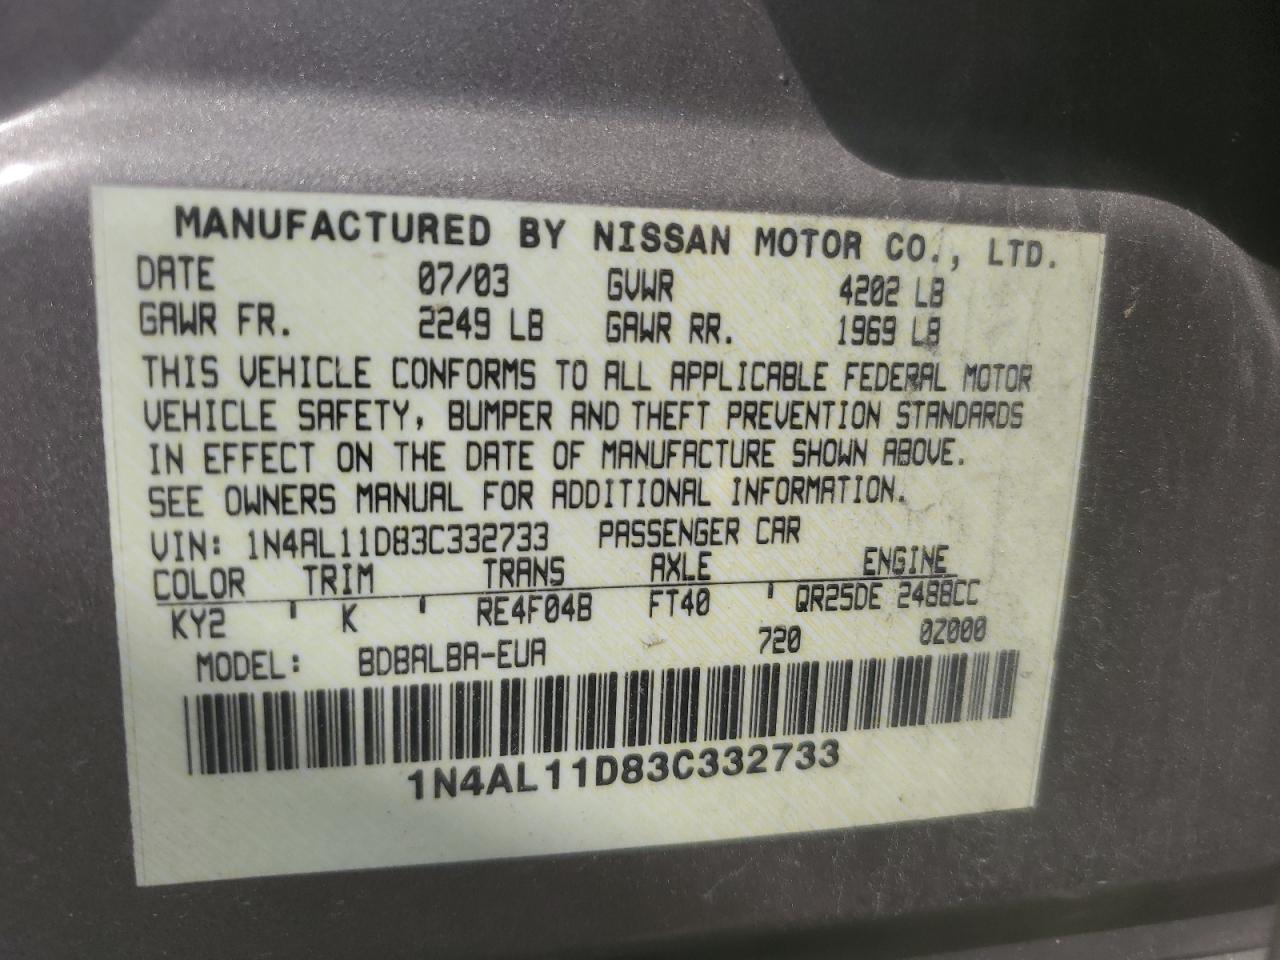 MANUFACTURED BY NISSAN MOTOR CO., LTD.
DATE 07/03 GVWR 4202 LB
GAWR FR. 2249 LB GAWR RR. 1969 LB
THIS VEHICLE CONFORMS TO ALL APPLICABLE FEDERAL MOTOR
VEHICLE SAFETY, BUMPER AND THEFT PREVENTION STANDARDS
IN EFFECT ON THE DATE OF MANUFACTURE SHOWN ABOVE.
SEE OWNERS MANUAL FOR ADDITIONAL INFORMATION.
VIN: 1N4AL11D83C332733 PASSENGER CAR
COLOR TRIM TRANS AXLE ENGINE
KY2 ' K ' RE4F04B FT40 ' QR25DE 2488CC
MODEL: BDBALBA-EUA 720 0Z000
1N4AL11D83C332733